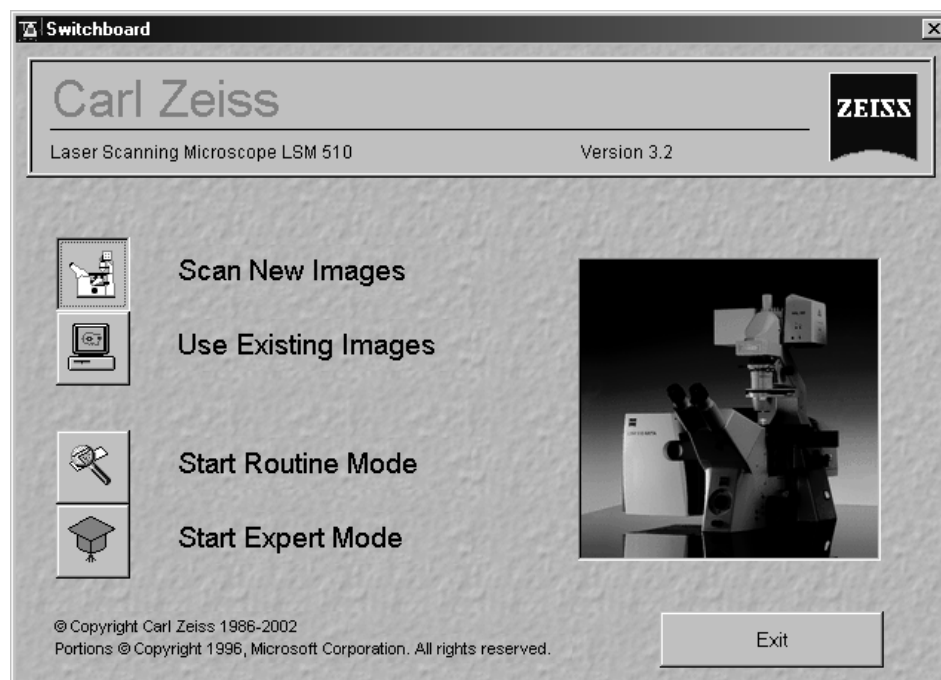 Switchboard
Carl Zeiss
ZEISS
Laser Scanning Microscope LSM 510 Version 3.2
Scan New Images
Use Existing Images
Start Routine Mode
Start Expert Mode
© Copyright Carl Zeiss 1986-2002
Portions © Copyright 1996, Microsoft Corporation. All rights reserved.
Exit